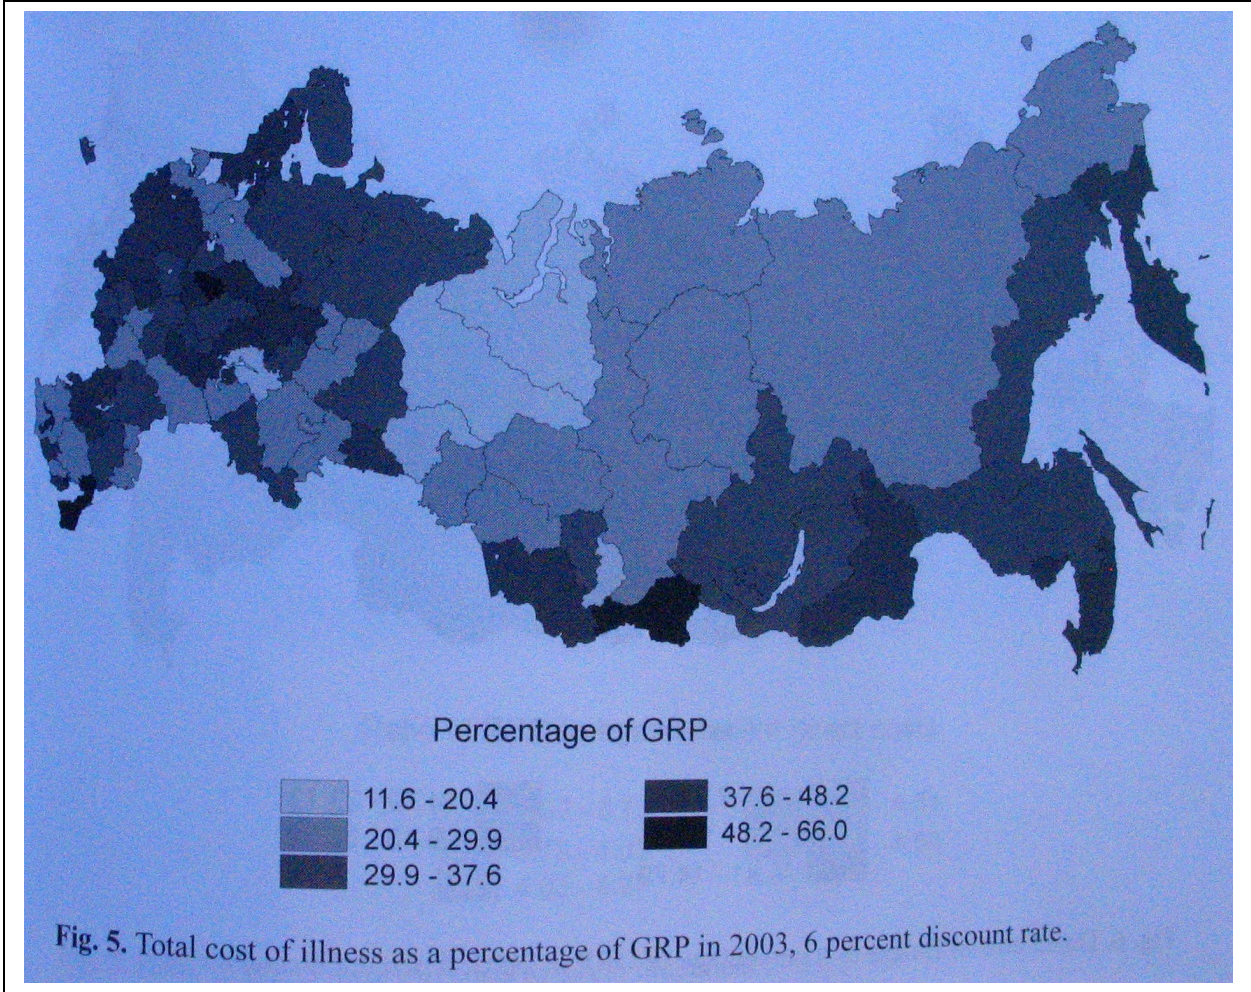 Percentage of GRP
11.6 - 20.4
20.4 - 29.9
29.9 - 37.6
37.6 - 48.2
48.2 - 66.0
Fig. 5. Total cost of illness as a percentage of GRP in 2003, 6 percent discount rate.